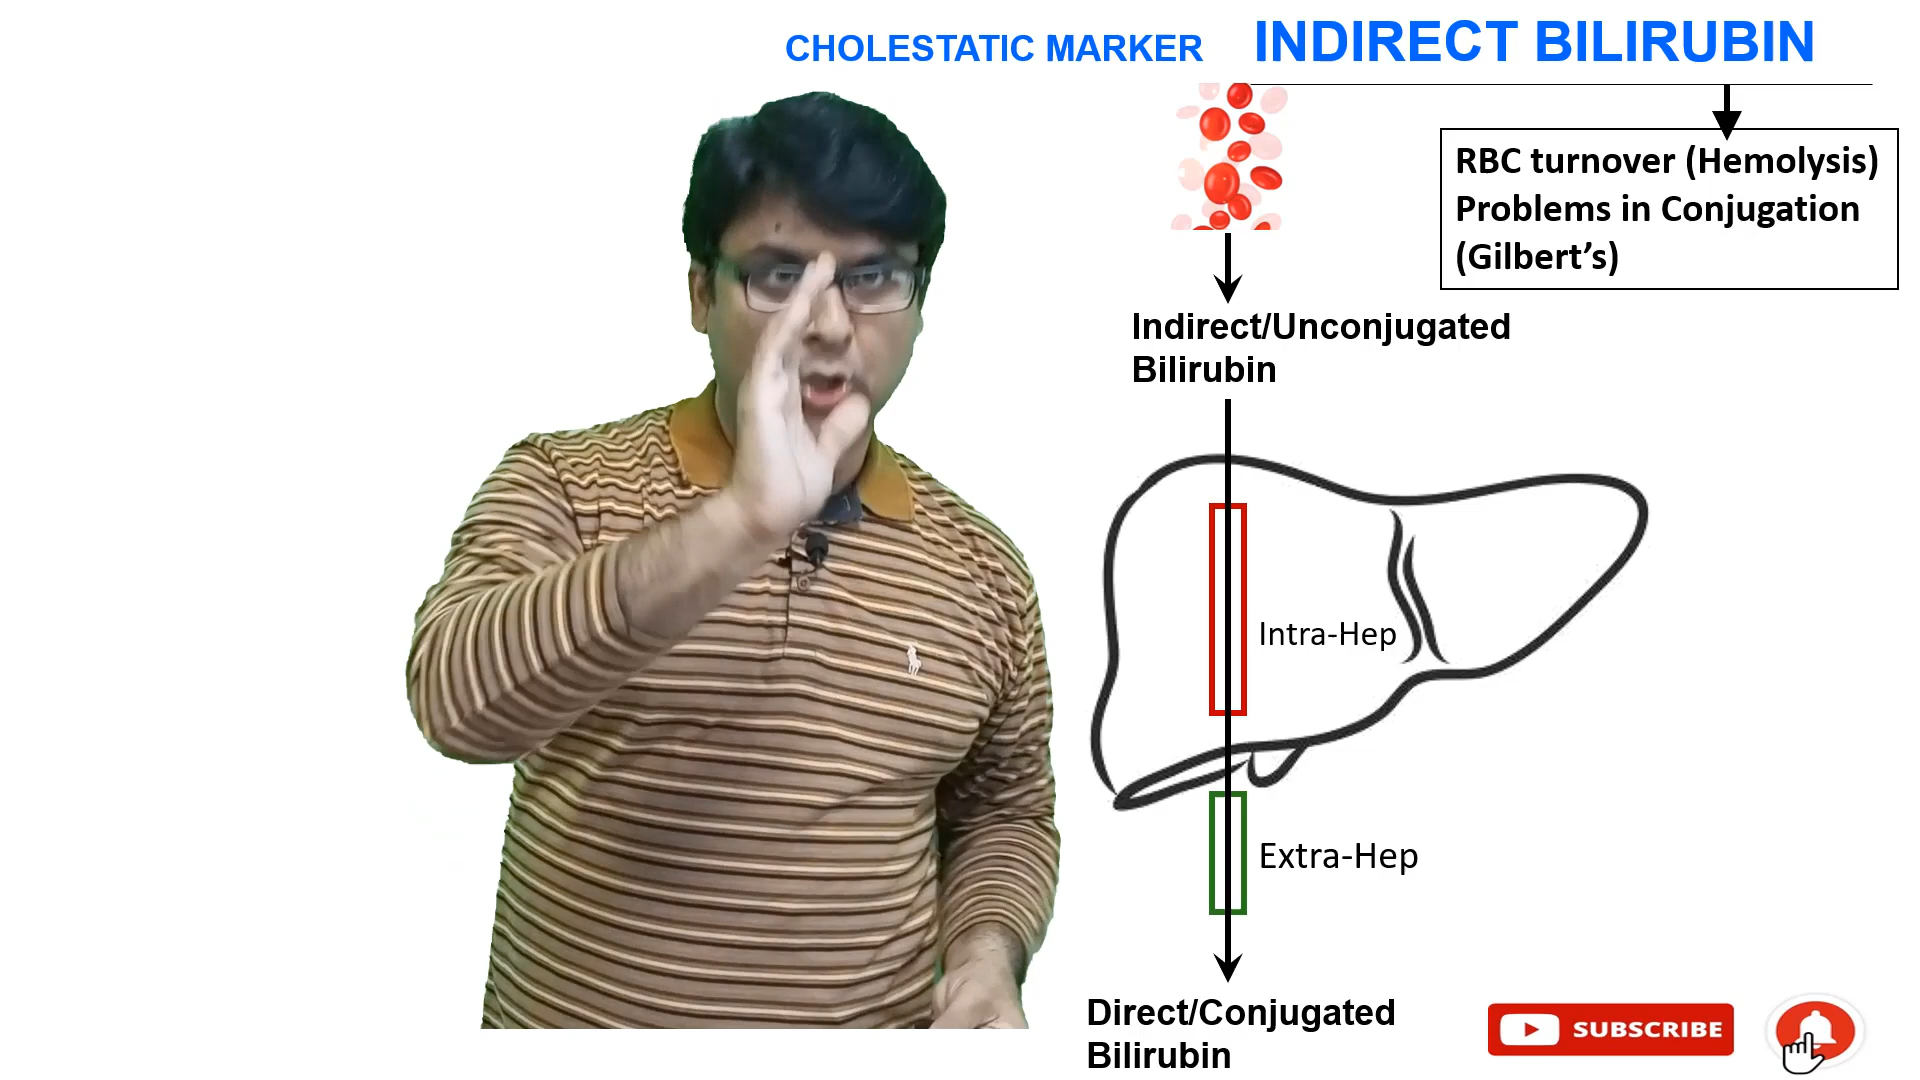 CHOLESTATIC MARKER INDIRECT BILIRUBIN
RBC turnover (Hemolysis)
Problems in Conjugation
(Gilbert’s)
Indirect/Unconjugated
Bilirubin
Intra-Hep
Extra-Hep
Direct/Conjugated
Bilirubin
SUBSCRIBE